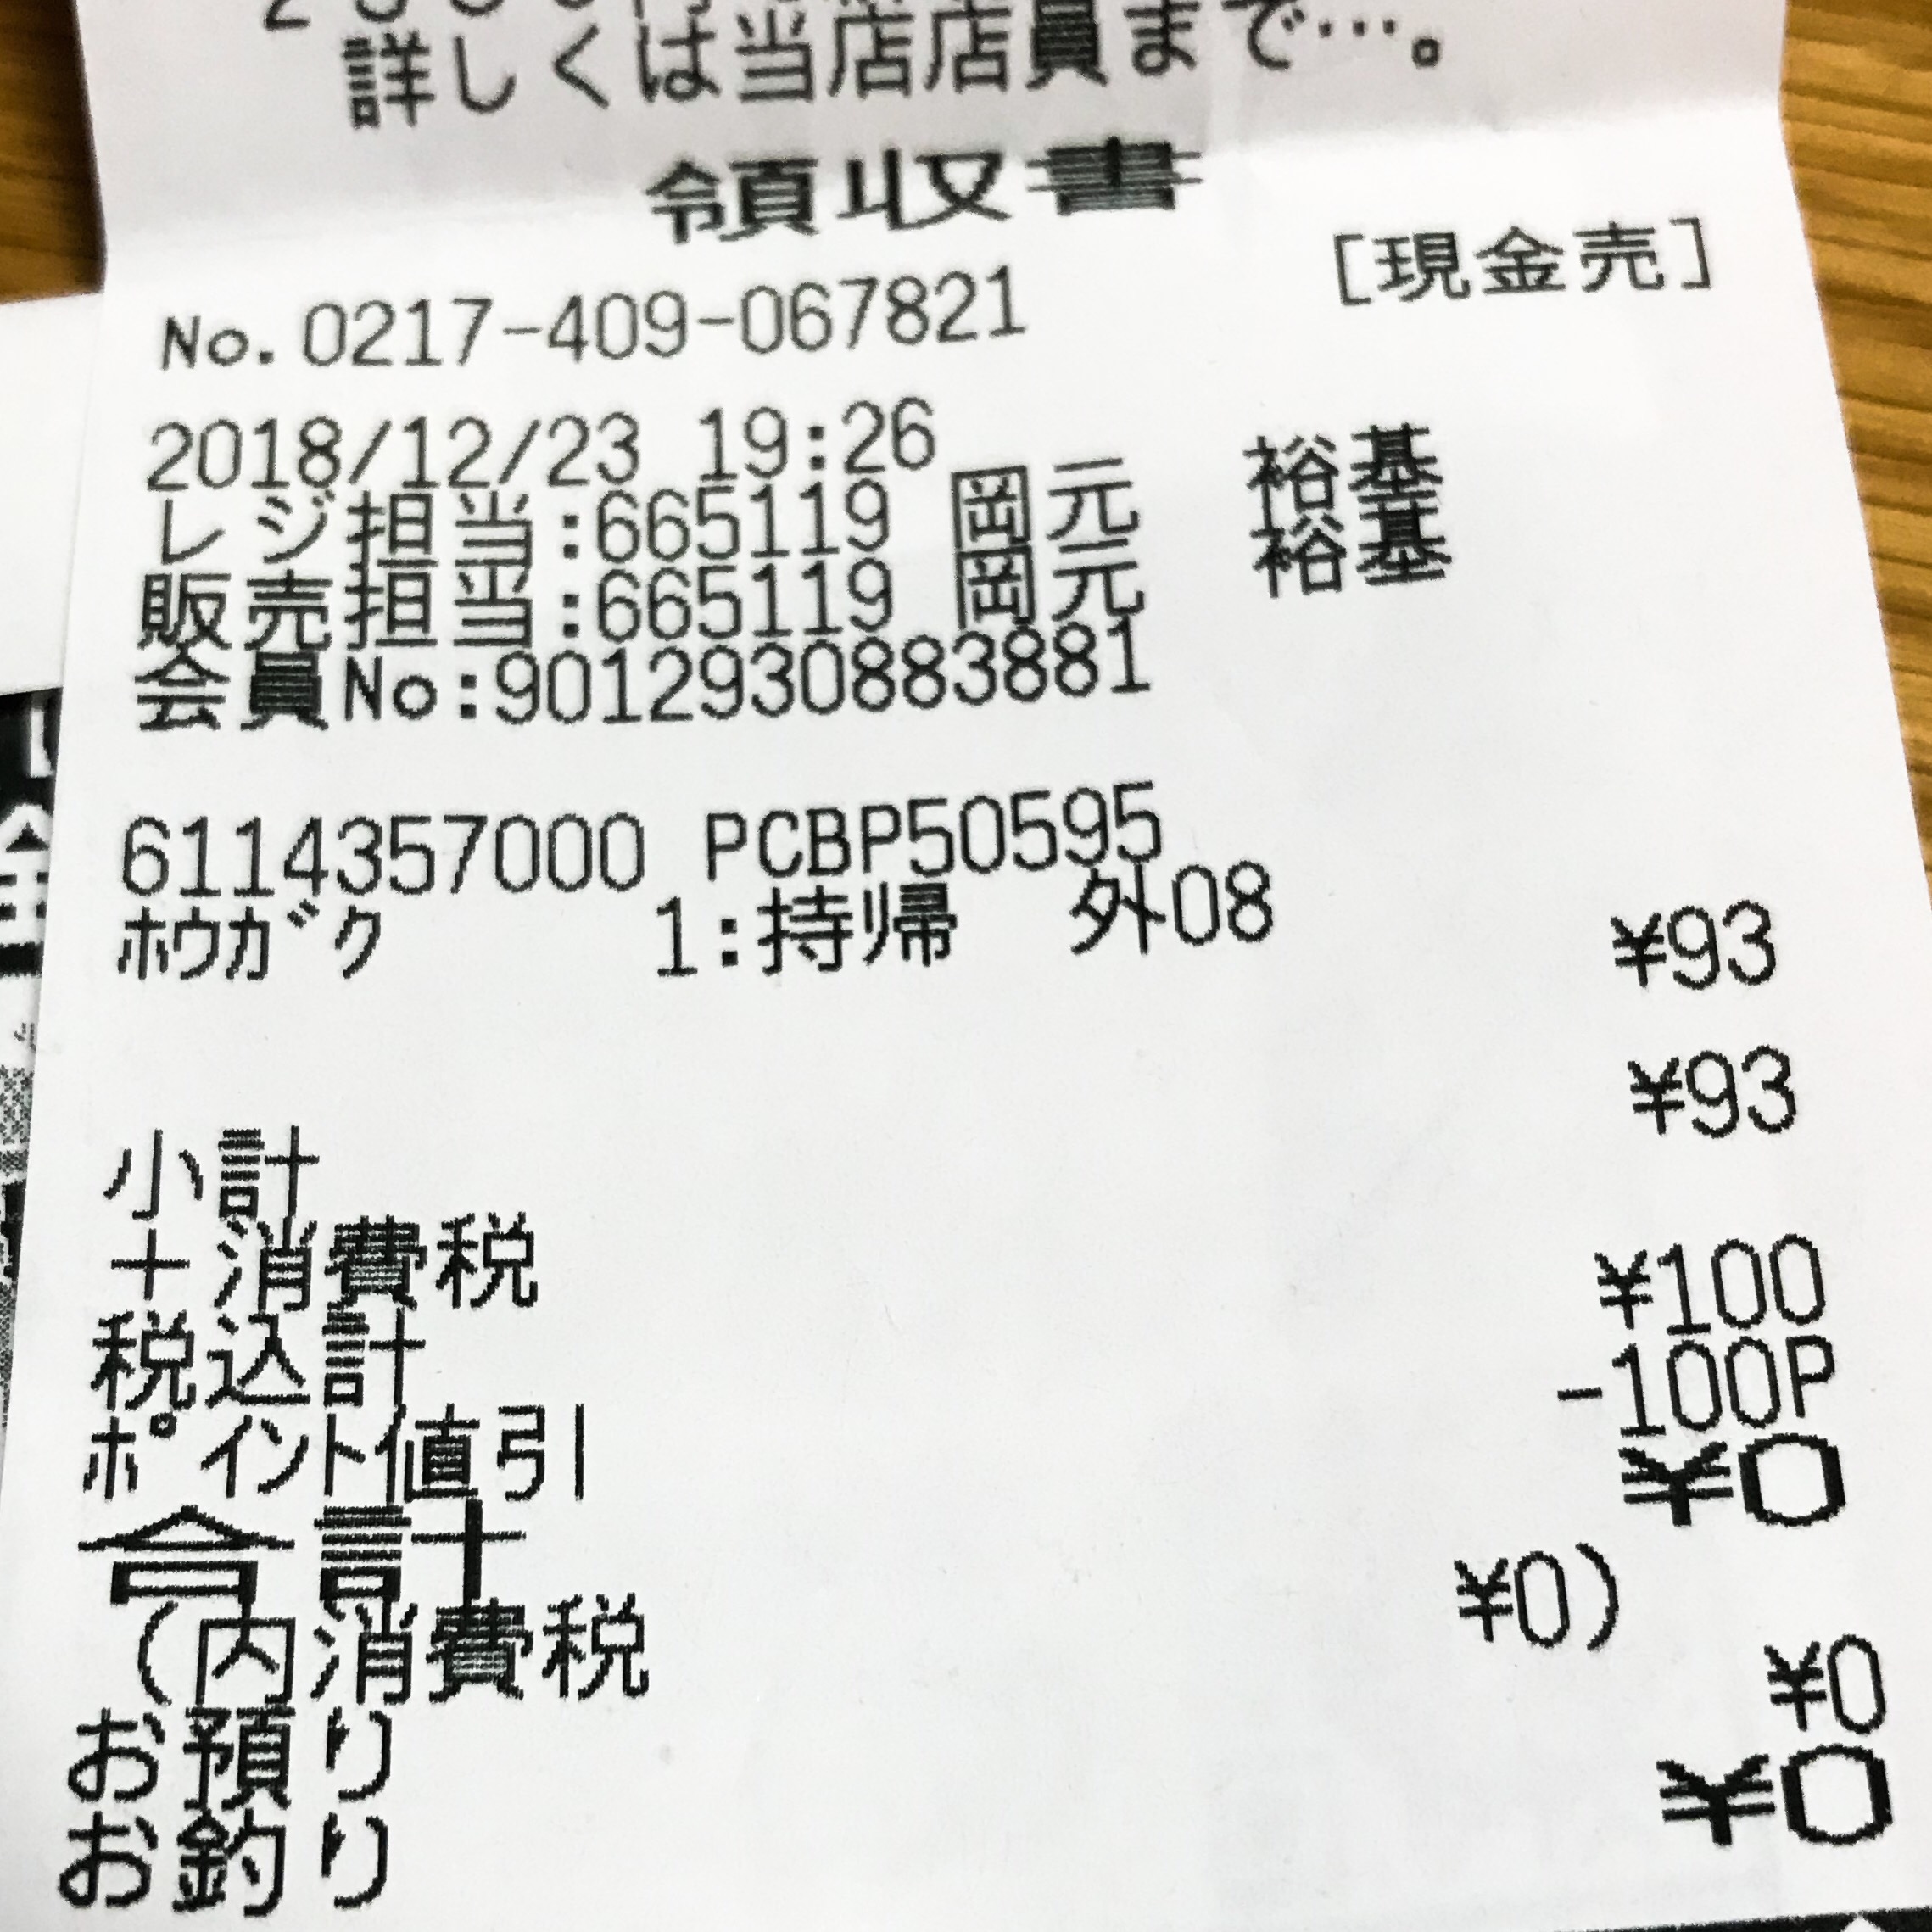 詳しくは当店店員まで…。
領収書
[現金売]
No.0217-409-067821
2018/12/23 19:26
レジ担当:665119 岡元 裕基
販売担当:665119 岡元 裕基
会員No:9012930883881
6114357000 PCBP50595
ﾎｳｶﾞｸ 1:持帰 外08 ¥93
小計 ¥93
+消費税
税込計 ¥100
ﾎﾟｲﾝﾄ値引 -100P
合計 ¥0
(内消費税 ¥0)
お預り ¥0
お釣り ¥0